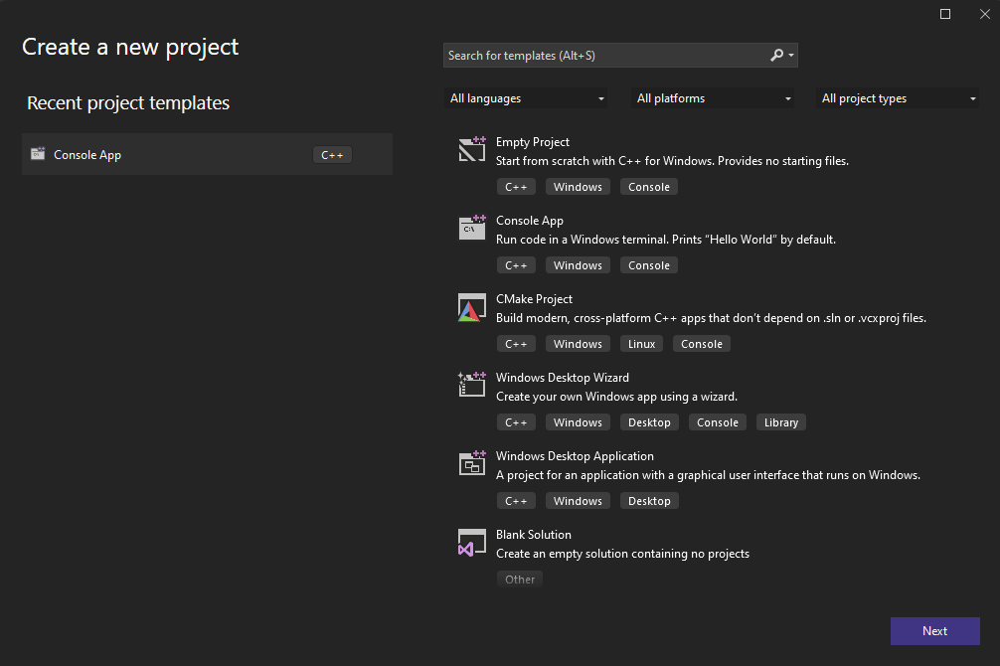 Create a new project
Recent project templates
Console App C++
Search for templates (Alt+S)
All languages All platforms All project types
Empty Project
Start from scratch with C++ for Windows. Provides no starting files.
C++ Windows Console
Console App
C:\
Run code in a Windows terminal. Prints "Hello World" by default.
C++ Windows Console
CMake Project
Build modern, cross-platform C++ apps that don't depend on .sln or .vcxproj files.
C++ Windows Linux Console
Windows Desktop Wizard
Create your own Windows app using a wizard.
C++ Windows Desktop Console Library
Windows Desktop Application
A project for an application with a graphical user interface that runs on Windows.
C++ Windows Desktop
Blank Solution
Create an empty solution containing no projects
Other
Next